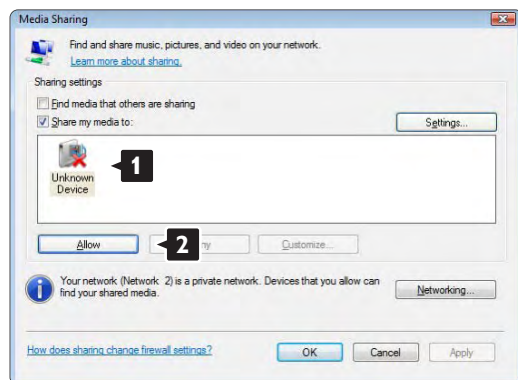 Media Sharing
Find and share music, pictures, and video on your network.
Learn more about sharing.
Sharing settings
Find media that others are sharing
Share my media to:
Settings...
Unknown
Device
1
Allow
2
Customize...
Your network (Network 2) is a private network. Devices that you allow can
find your shared media.
Networking...
How does sharing change firewall settings?
OK
Cancel
Apply